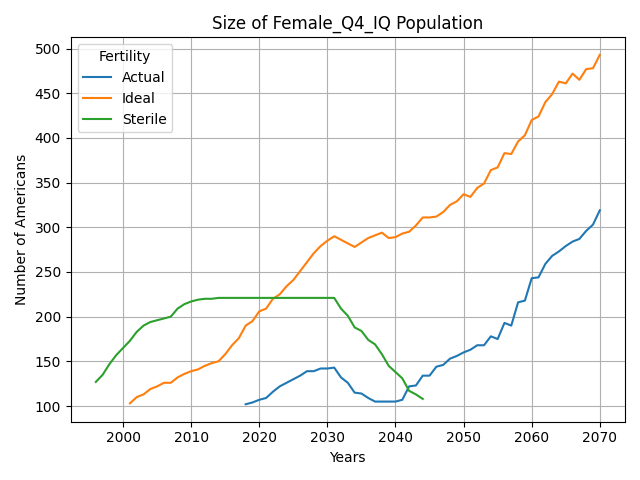 Size of Female_Q4_IQ Population
Fertility
Actual
Ideal
Sterile
Number of Americans
500
450
400
350
300
250
200
150
100
2000 2010 2020 2030 2040 2050 2060 2070
Years